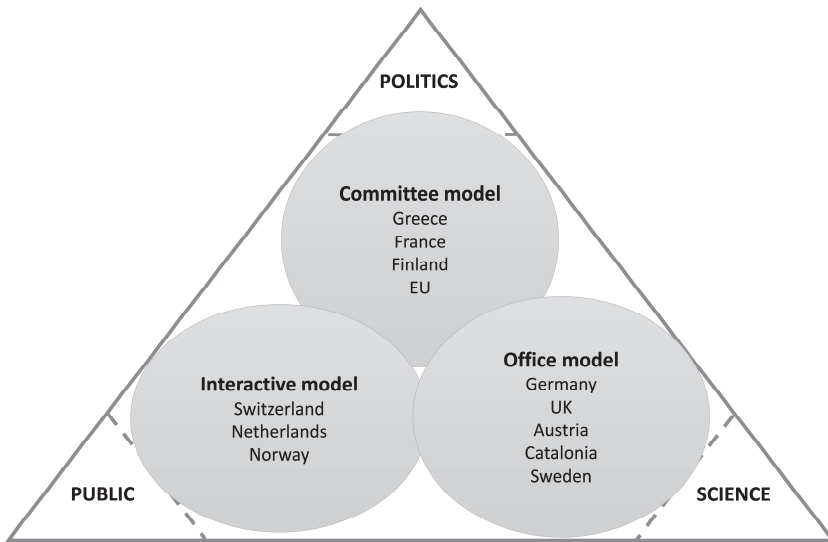 POLITICS
Committee model
Greece
France
Finland
EU
Interactive model
Switzerland
Netherlands
Norway
Office model
Germany
UK
Austria
Catalonia
Sweden
PUBLIC
SCIENCE